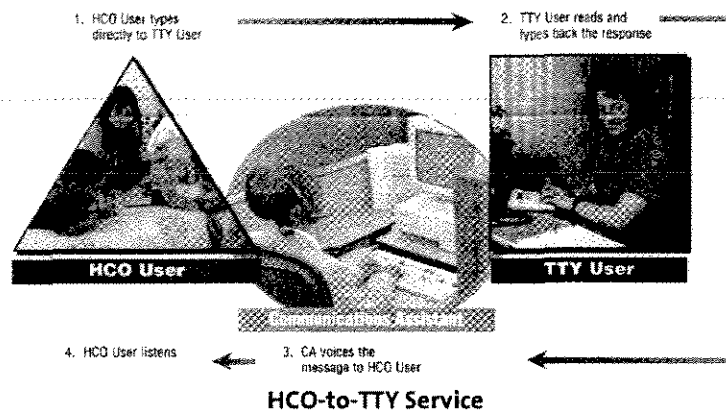 1. HCO User types
directly to TTY User
2. TTY User reads and
types back the response
HCO User
TTY User
Communications Assistant
4. HCO User listens
3. CA voices the
message to HCO User
HCO-to-TTY Service